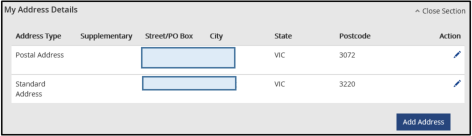 My Address Details ^ Close Section
Address Type Supplementary Street/PO Box City State Postcode Action
Postal Address VIC 3072
Standard Address VIC 3220
Add Address